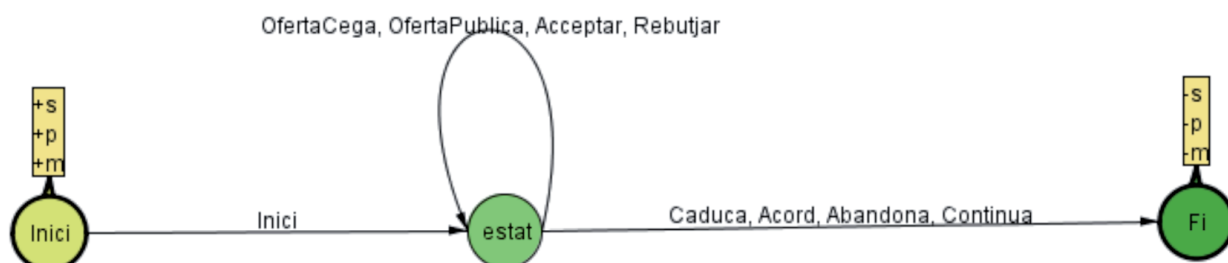 OfertaCega, OfertaPublica, Acceptar, Rebutjar
+s
+p
+m
-s
-p
-m
Inici
Inici
estat
Caduca, Acord, Abandona, Continua
Fi